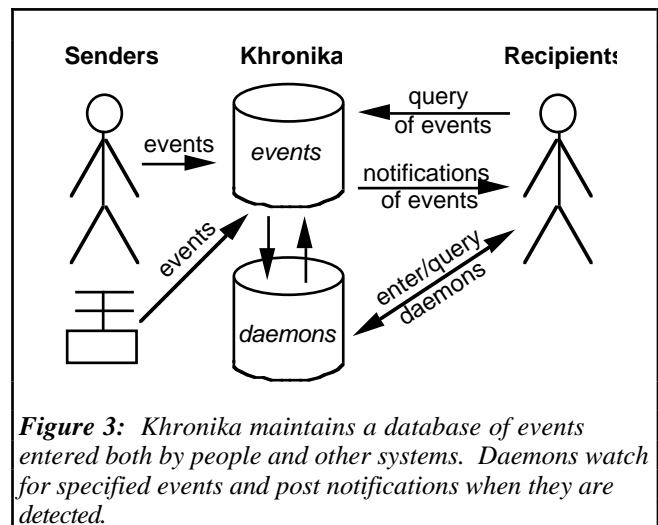 Senders Khronika Recipients
events
events
events
daemons
query
of events
notifications
of events
enter/query
daemons
Figure 3: Khronika maintains a database of events
entered both by people and other systems. Daemons watch
for specified events and post notifications when they are
detected.